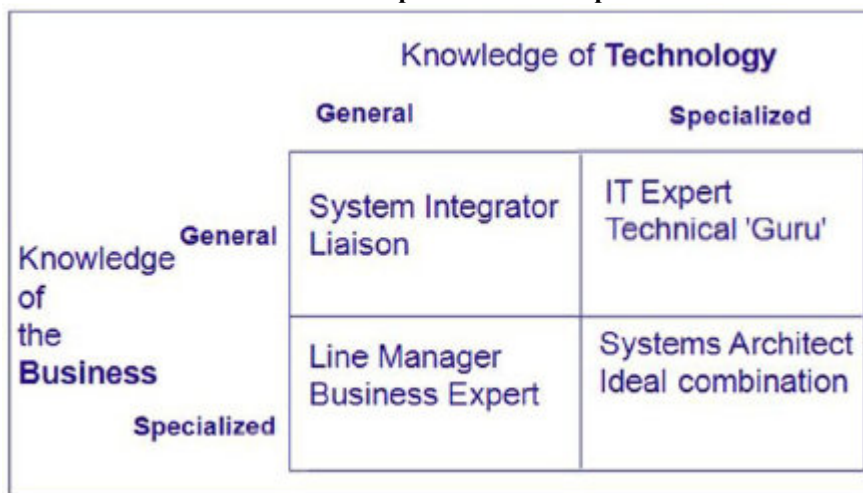 Knowledge of Technology
General Specialized
System Integrator
Liaison
IT Expert
Technical 'Guru'
General
Knowledge
of
the
Business
Line Manager
Business Expert
Systems Architect
Ideal combination
Specialized